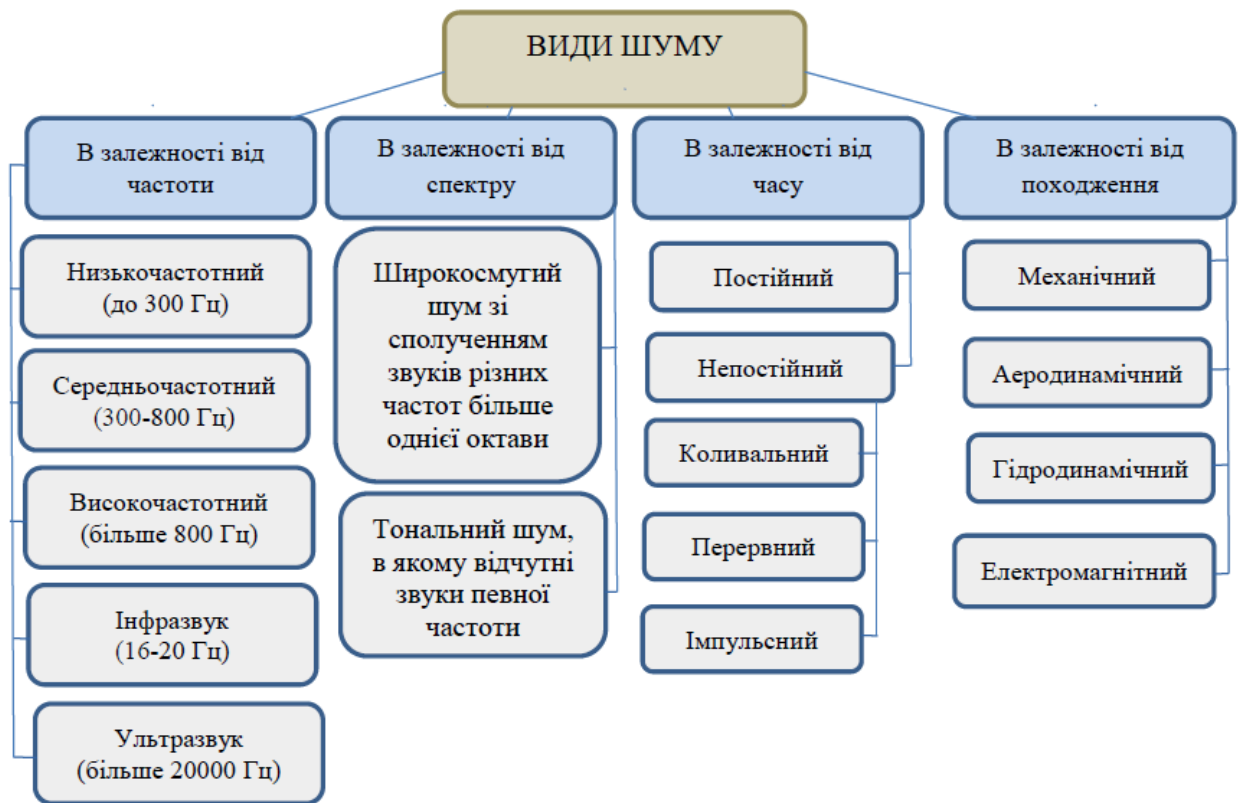 ВИДИ ШУМУ
В залежності від
частоти
Низькочастотний
(до 300 Гц)
Середньочастотний
(300-800 Гц)
Високочастотний
(більше 800 Гц)
Інфразвук
(16-20 Гц)
Ультразвук
(більше 20000 Гц)
В залежності від
спектру
Широкосмугий
шум зі
сполученням
звуків різних
частот більше
однієї октави
Тональний шум,
в якому відчутні
звуки певної
частоти
В залежності від
часу
Постійний
Непостійний
Коливальний
Перервний
Імпульсний
В залежності від
походження
Механічний
Аеродинамічний
Гідродинамічний
Електромагнітний